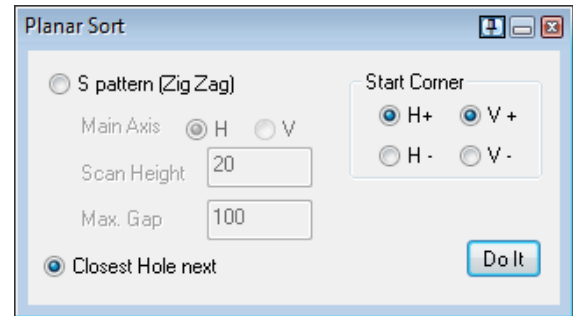 Planar Sort
S pattern (Zig Zag)
Main Axis H V
Scan Height 20
Max. Gap 100
Closest Hole next
Start Corner
H+ V +
H - V -
Do It